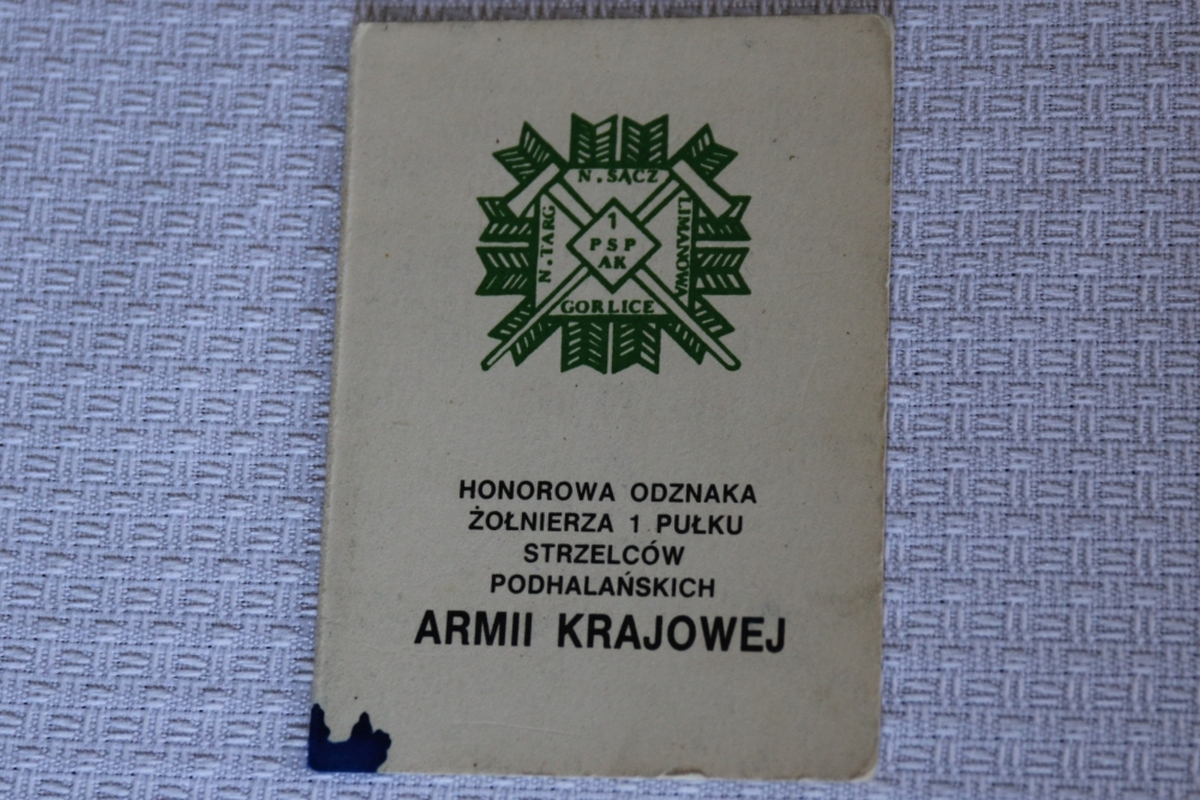 N. SĄCZ
N. TARG
LIMANOWA
1
PSP
AK
GORLICE
HONOROWA ODZNAKA
ŻOŁNIERZA 1 PUŁKU
STRZELCÓW
PODHALAŃSKICH
ARMII KRAJOWEJ